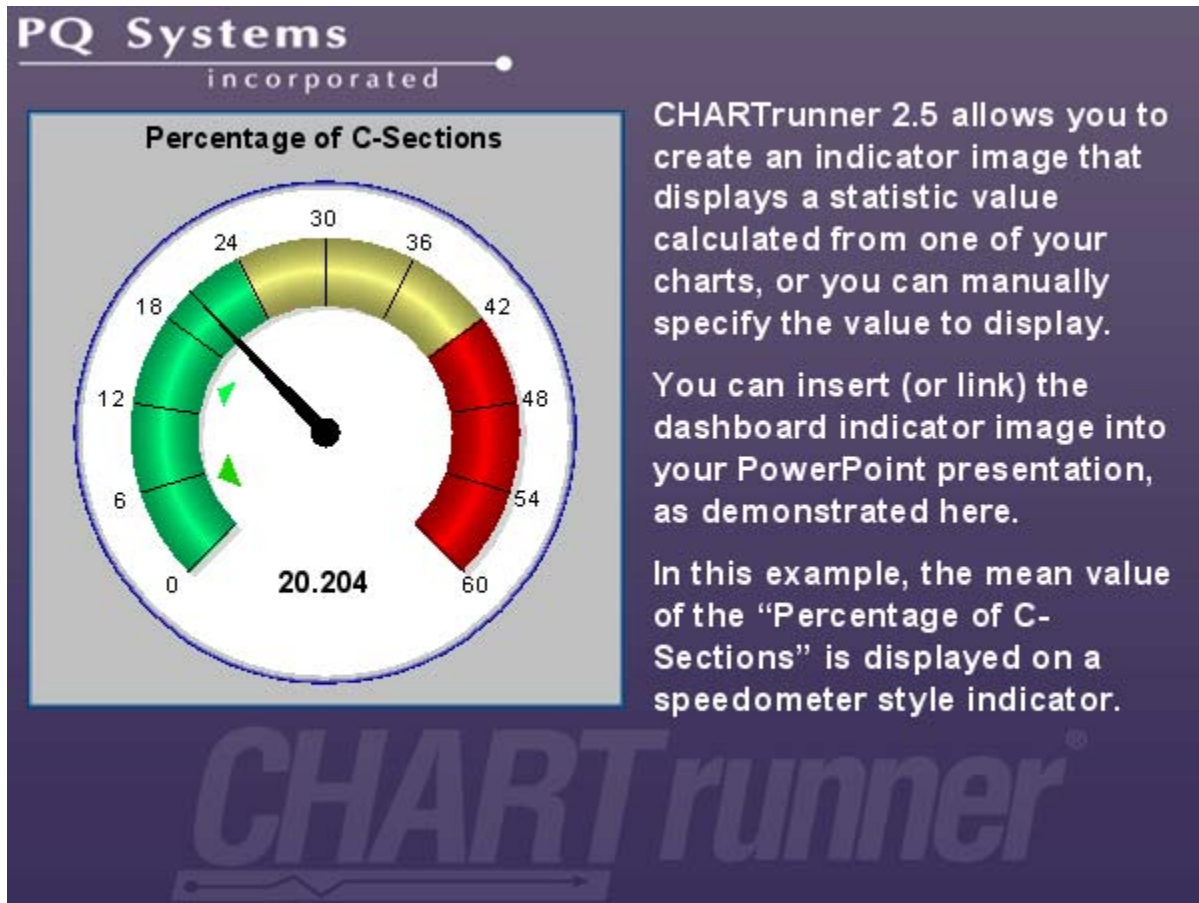 PQ Systems
incorporated
Percentage of C-Sections
30
24
36
18
42
12
48
6
54
0
20.204
60
CHARTrunner 2.5 allows you to
create an indicator image that
displays a statistic value
calculated from one of your
charts, or you can manually
specify the value to display.
You can insert (or link) the
dashboard indicator image into
your PowerPoint presentation,
as demonstrated here.
In this example, the mean value
of the “Percentage of C-
Sections” is displayed on a
speedometer style indicator.
CHARTrunner®